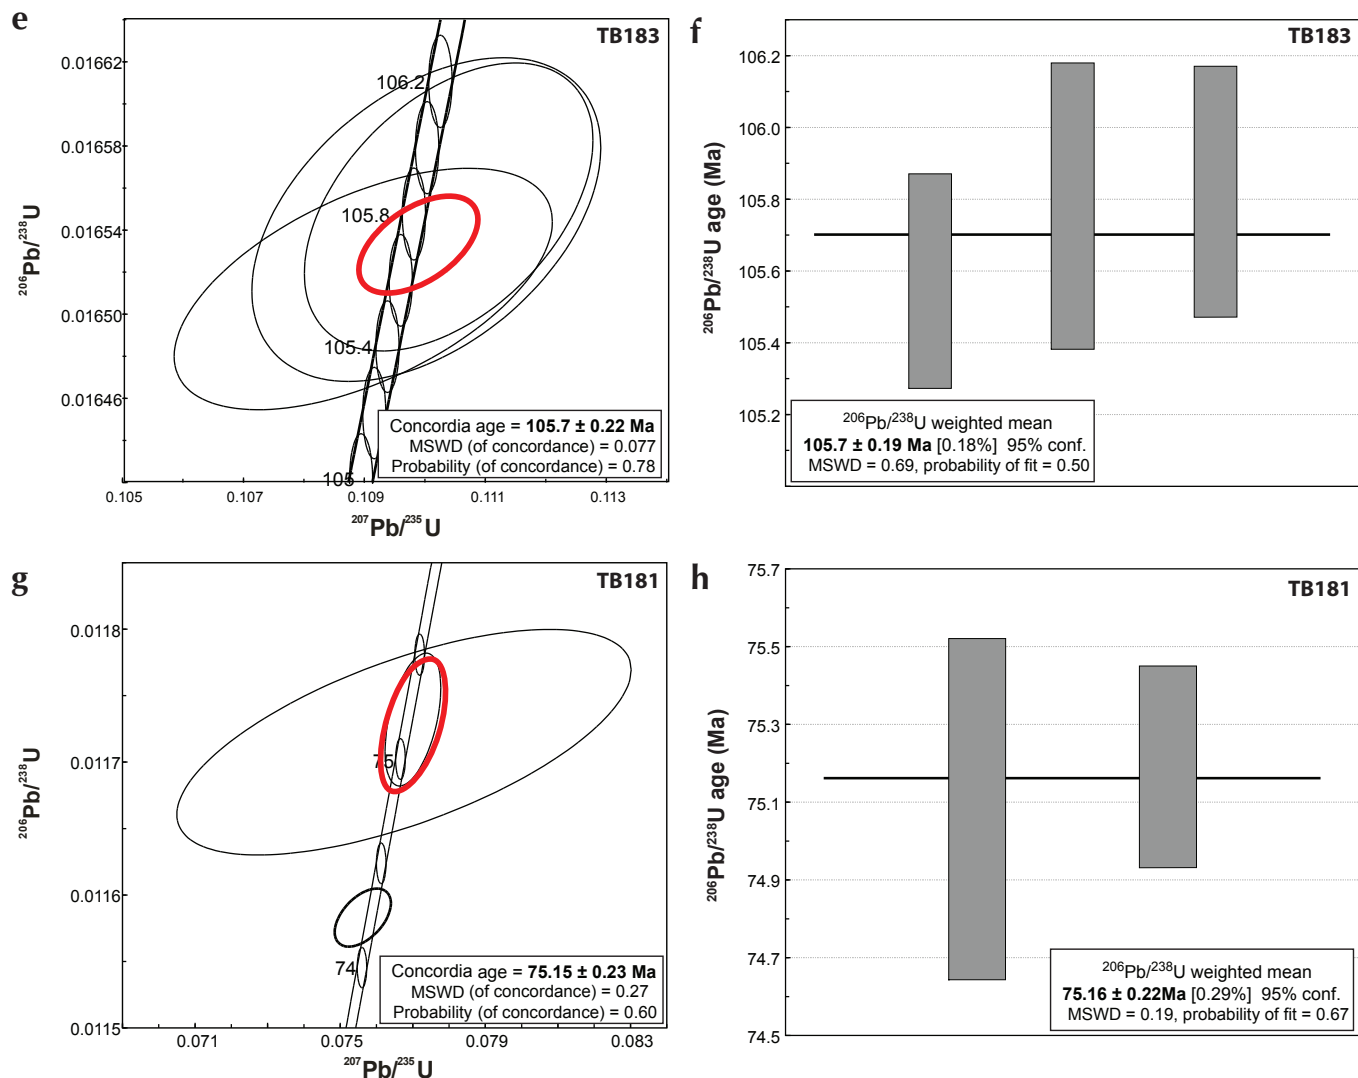 e
TB183
0.01662
0.01658
0.01654
0.01650
0.01646
206Pb/238U
106.2
105.8
105.4
105
Concordia age = 105.7 ± 0.22 Ma
MSWD (of concordance) = 0.077
Probability (of concordance) = 0.78
0.105
0.107
0.109
0.111
0.113
207Pb/235U
f
TB183
106.2
106.0
105.8
105.6
105.4
105.2
206Pb/238U age (Ma)
206Pb/238U weighted mean
105.7 ± 0.19 Ma [0.18%] 95% conf.
MSWD = 0.69, probability of fit = 0.50
g
TB181
0.0118
0.0117
0.0116
0.0115
206Pb/238U
75
74
Concordia age = 75.15 ± 0.23 Ma
MSWD (of concordance) = 0.27
Probability (of concordance) = 0.60
0.071
0.075
0.079
0.083
207Pb/235U
h
TB181
75.7
75.5
75.3
75.1
74.9
74.7
74.5
206Pb/238U age (Ma)
206Pb/238U weighted mean
75.16 ± 0.22Ma [0.29%] 95% conf.
MSWD = 0.19, probability of fit = 0.67